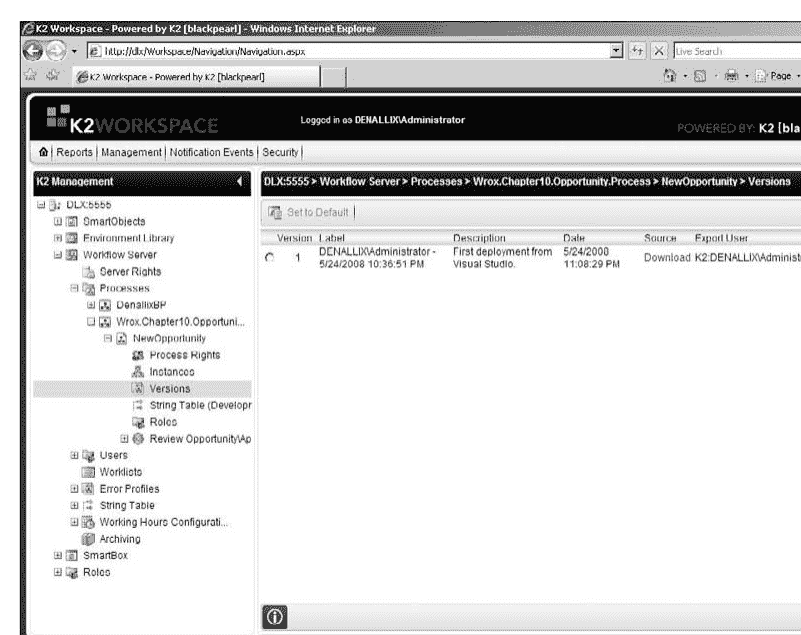 K2 Workspace - Powered by K2 [blackpearl] - Windows Internet Explorer
http://dlx/Workspace/Navigation/Navigation.aspx
Live Search
K2 Workspace - Powered by K2 [blackpearl]
Page
K2WORKSPACE
Logged in as DENALLIX\Administrator
POWERED BY: K2 [bla
Reports | Management | Notification Events | Security
K2 Management
DLX:5555 > Workflow Server > Processes > Wrox.Chapter10.Opportunity.Process > NewOpportunity > Versions
DLX:5555
SmartObjects
Environment Library
Workflow Server
Server Rights
Processes
DenallixBP
Wrox.Chapter10.Opportuni...
NewOpportunity
Process Rights
Instances
Versions
String Table (Developr
Roles
Review Opportunity\Ap
Users
Worklists
Error Profiles
String Table
Working Hours Configurati...
Archiving
SmartBox
Roles
Set to Default
Version Label Description Date Source Export User
1 DENALLIX\Administrator - 5/24/2008 10:36:51 PM First deployment from Visual Studio. 5/24/2008 11:08:29 PM Download K2:DENALLIX\Administ